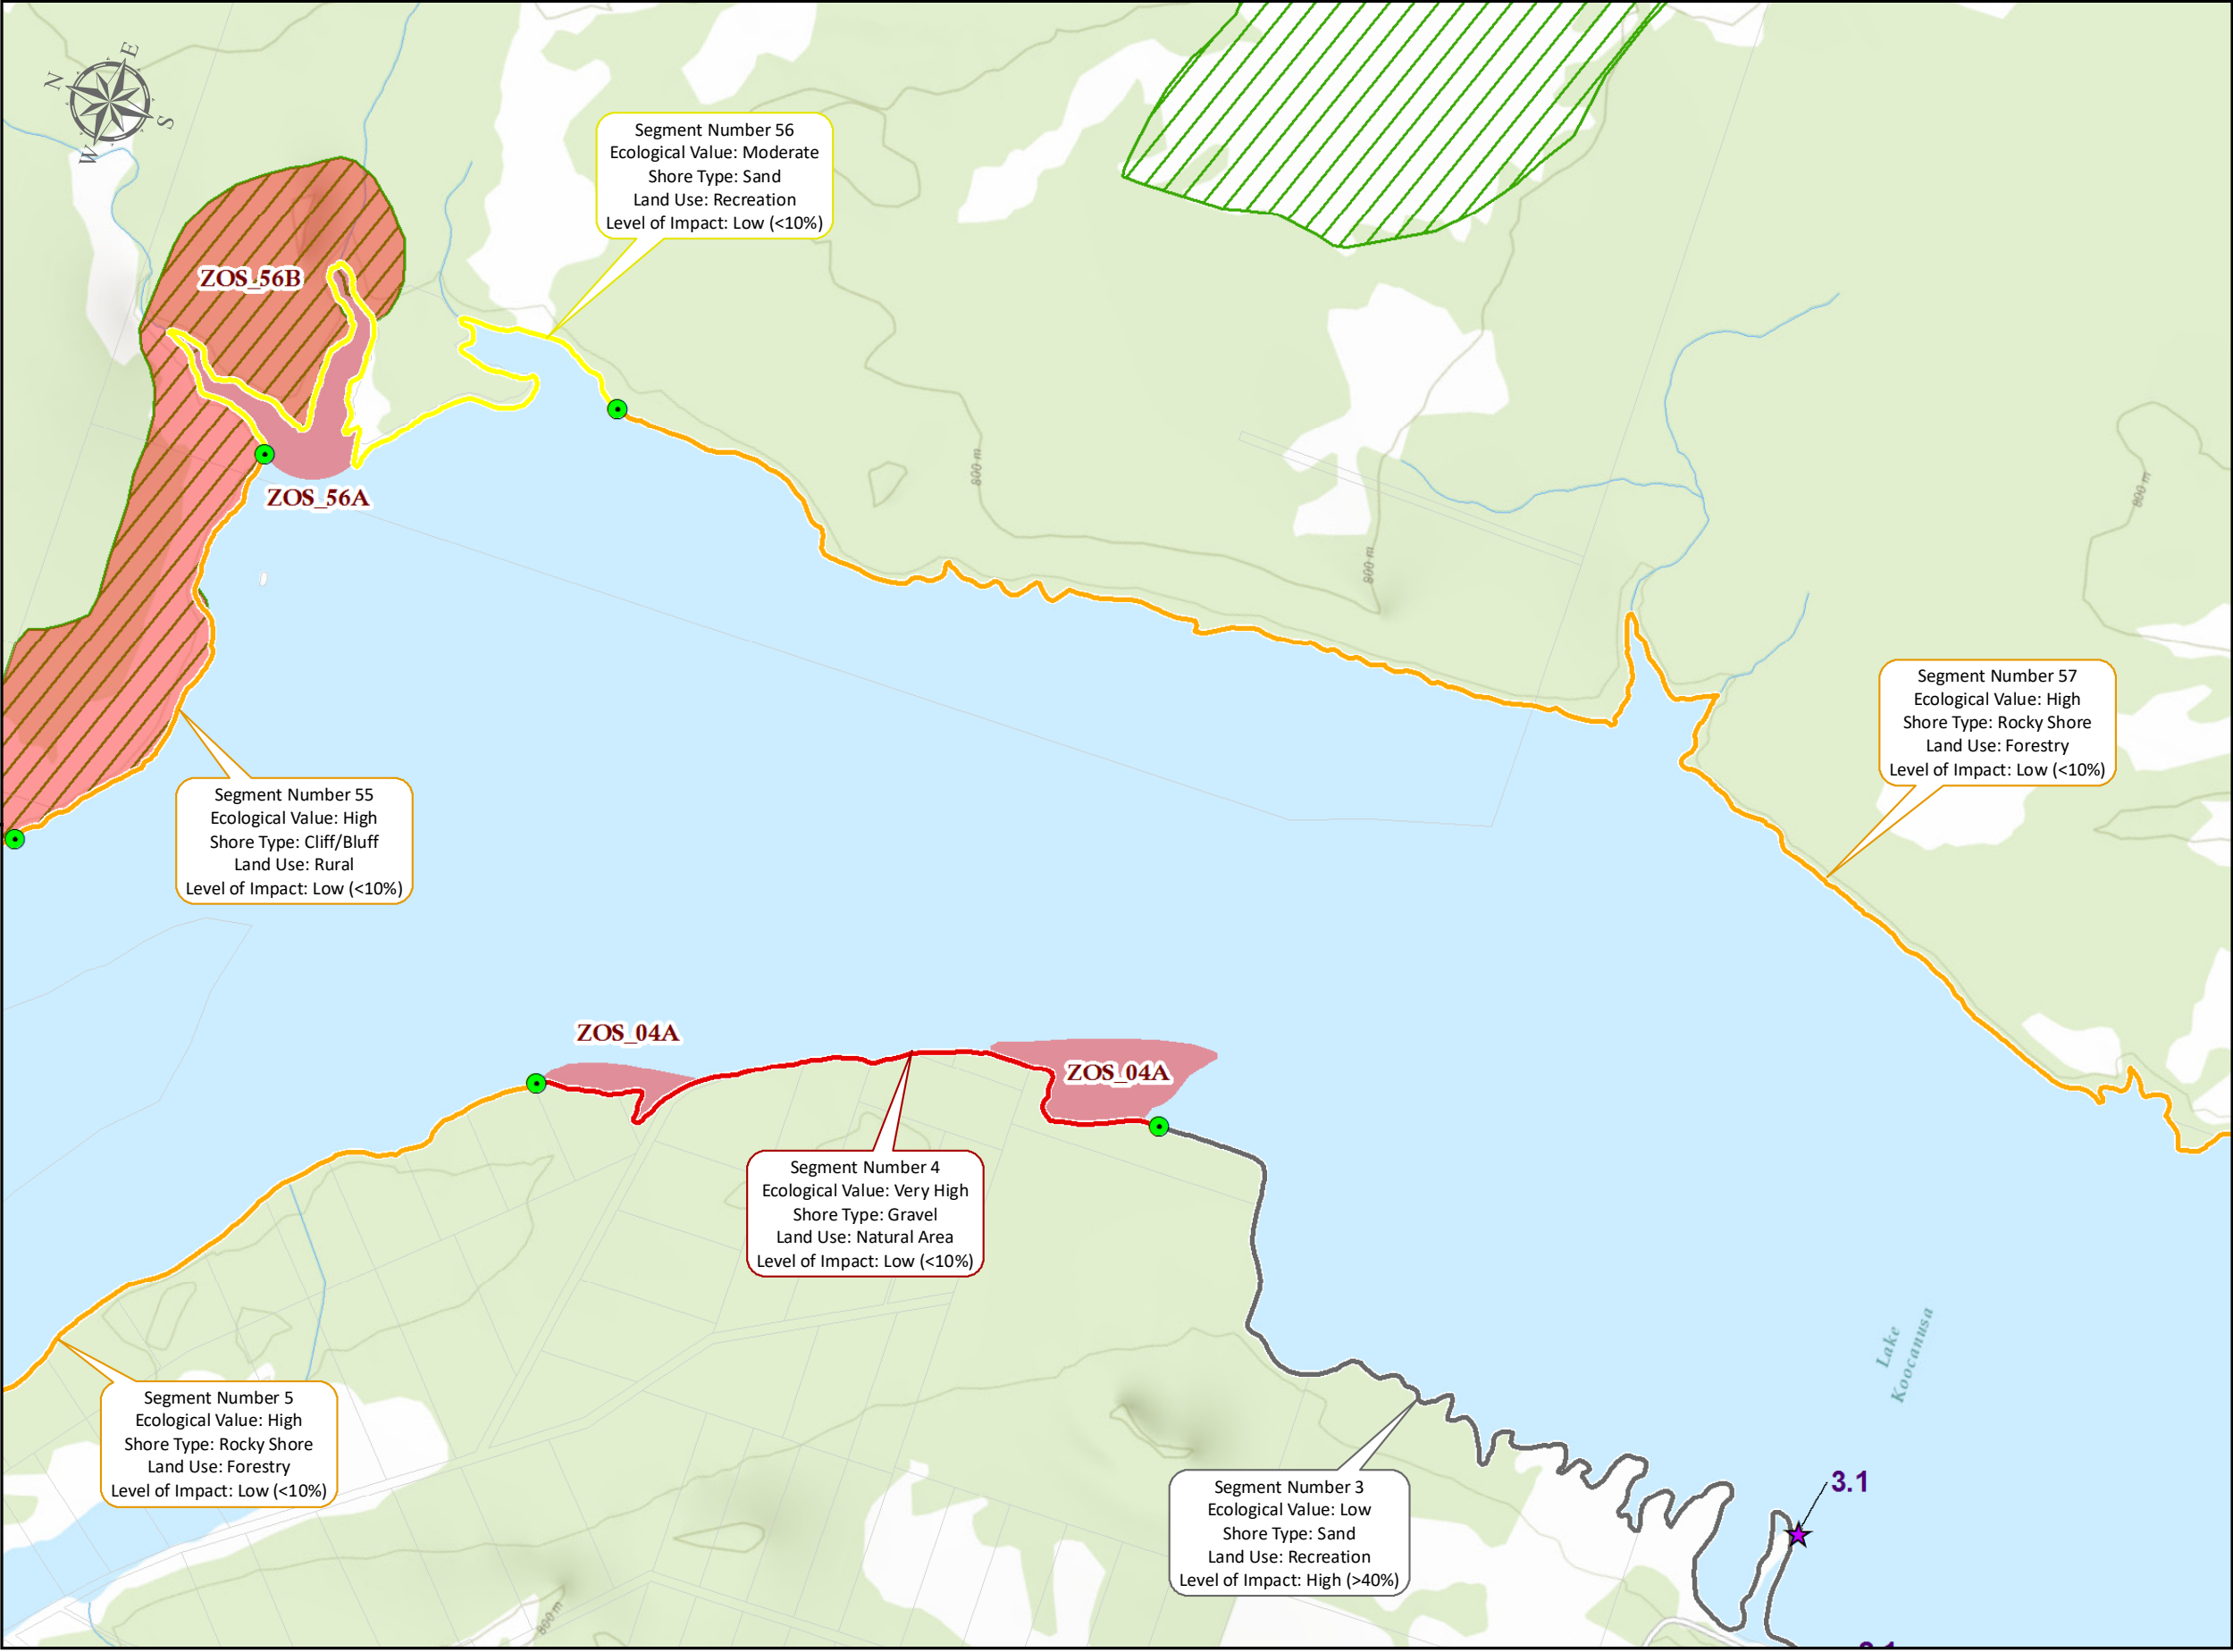 N
E
S
W
Segment Number 56
Ecological Value: Moderate
Shore Type: Sand
Land Use: Recreation
Level of Impact: Low (<10%)
ZOS_56B
ZOS_56A
800 m
800 m
800 m
Segment Number 57
Ecological Value: High
Shore Type: Rocky Shore
Land Use: Forestry
Level of Impact: Low (<10%)
Segment Number 55
Ecological Value: High
Shore Type: Cliff/Bluff
Land Use: Rural
Level of Impact: Low (<10%)
ZOS_04A
ZOS_04A
Segment Number 4
Ecological Value: Very High
Shore Type: Gravel
Land Use: Natural Area
Level of Impact: Low (<10%)
Lake
Koocanusa
Segment Number 5
Ecological Value: High
Shore Type: Rocky Shore
Land Use: Forestry
Level of Impact: Low (<10%)
Segment Number 3
Ecological Value: Low
Shore Type: Sand
Land Use: Recreation
Level of Impact: High (>40%)
3.1
800 m